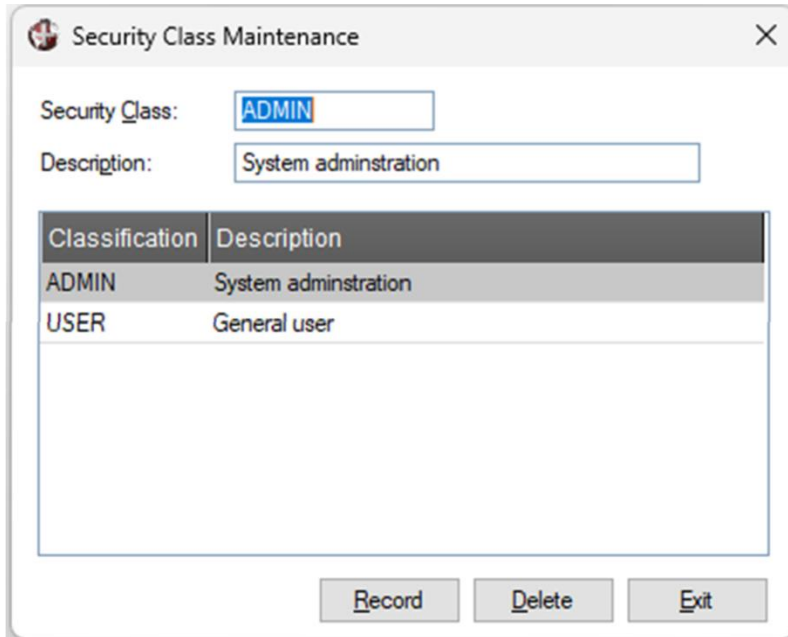 Security Class Maintenance
Security Class: ADMIN
Description: System adminstration
Classification Description
ADMIN System adminstration
USER General user
Record Delete Exit